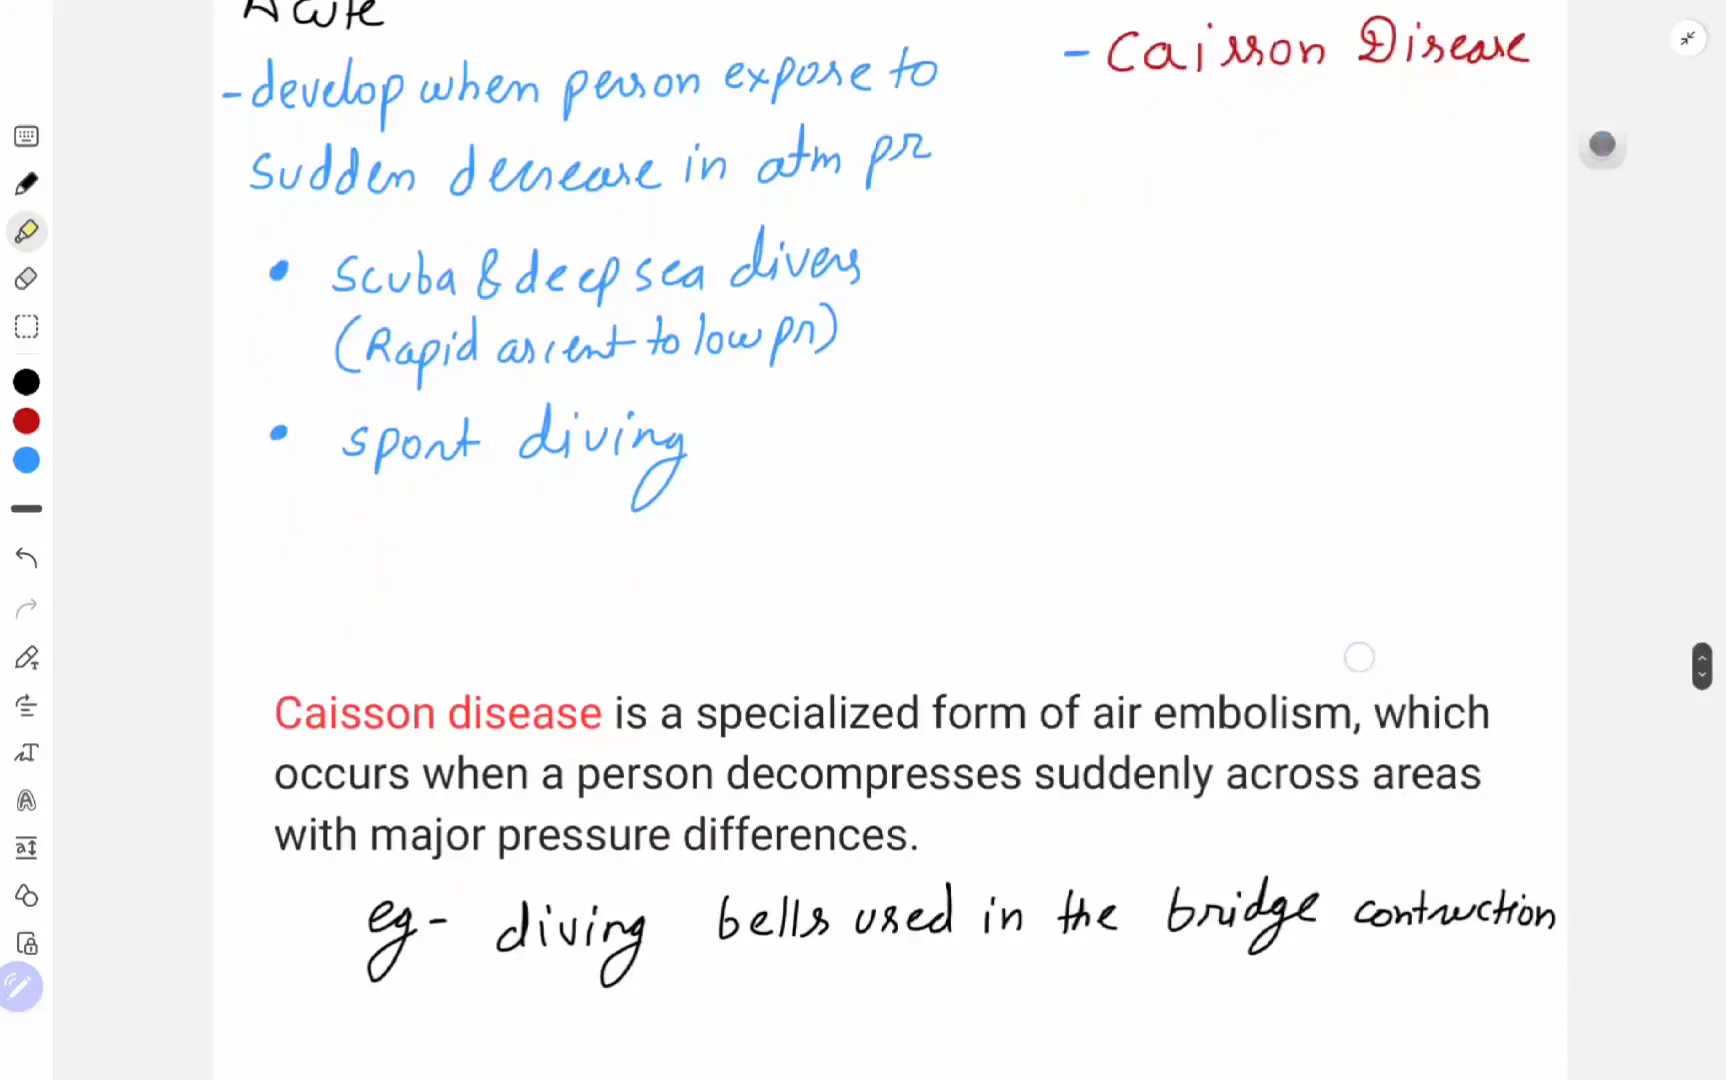 Acute
- develop when person expose to
sudden decrease in atm pr
• Scuba & deep sea divers
(Rapid ascent to low pr)
• sport diving
- Caisson Disease
Caisson disease is a specialized form of air embolism, which
occurs when a person decompresses suddenly across areas
with major pressure differences.
eg - diving bells used in the bridge contruction